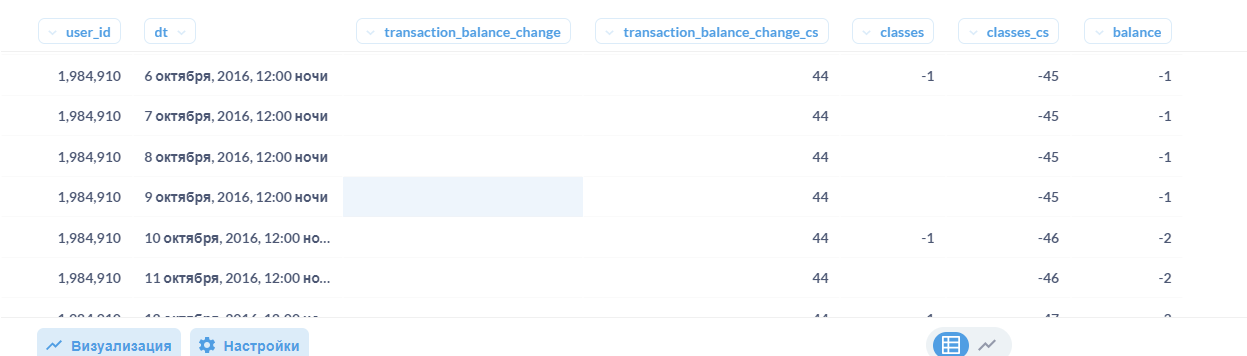 user_id dt transaction_balance_change transaction_balance_change_cs classes classes_cs balance
1,984,910 6 октября, 2016, 12:00 ночи 44 -1 -45 -1
1,984,910 7 октября, 2016, 12:00 ночи 44 -45 -1
1,984,910 8 октября, 2016, 12:00 ночи 44 -45 -1
1,984,910 9 октября, 2016, 12:00 ночи 44 -45 -1
1,984,910 10 октября, 2016, 12:00 но... 44 -1 -46 -2
1,984,910 11 октября, 2016, 12:00 но... 44 -46 -2
Визуализация Настройки